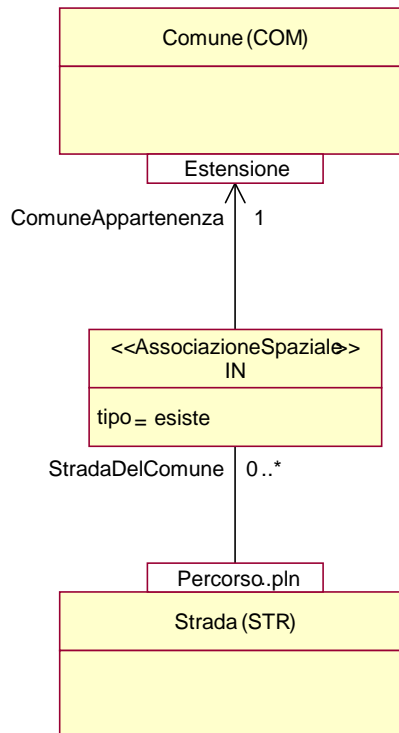 Comune (COM)
Estensione
ComuneAppartenenza 1
<<AssociazioneSpaziale>>
IN
tipo = esiste
StradaDelComune 0..*
Percorso..pln
Strada (STR)